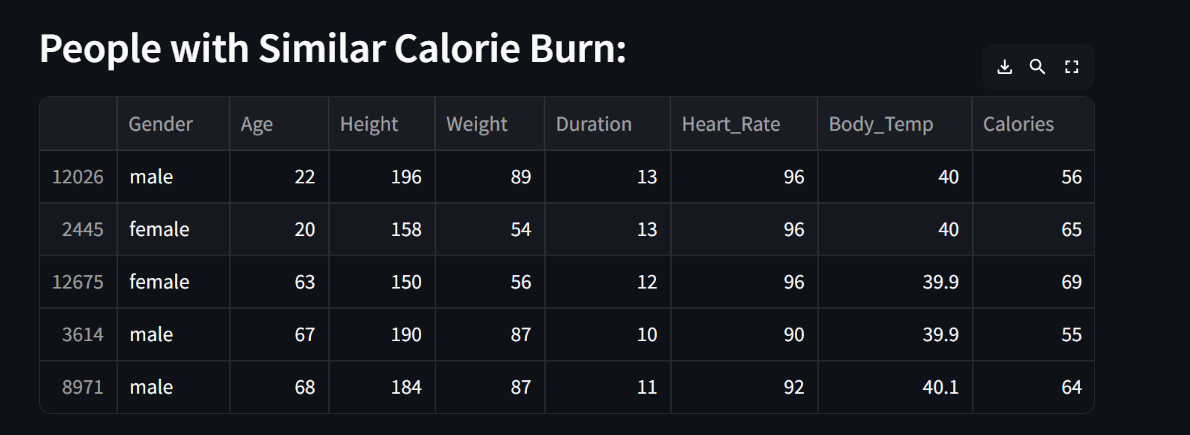 People with Similar Calorie Burn:
Gender Age Height Weight Duration Heart_Rate Body_Temp Calories
12026 male 22 196 89 13 96 40 56
2445 female 20 158 54 13 96 40 65
12675 female 63 150 56 12 96 39.9 69
3614 male 67 190 87 10 90 39.9 55
8971 male 68 184 87 11 92 40.1 64